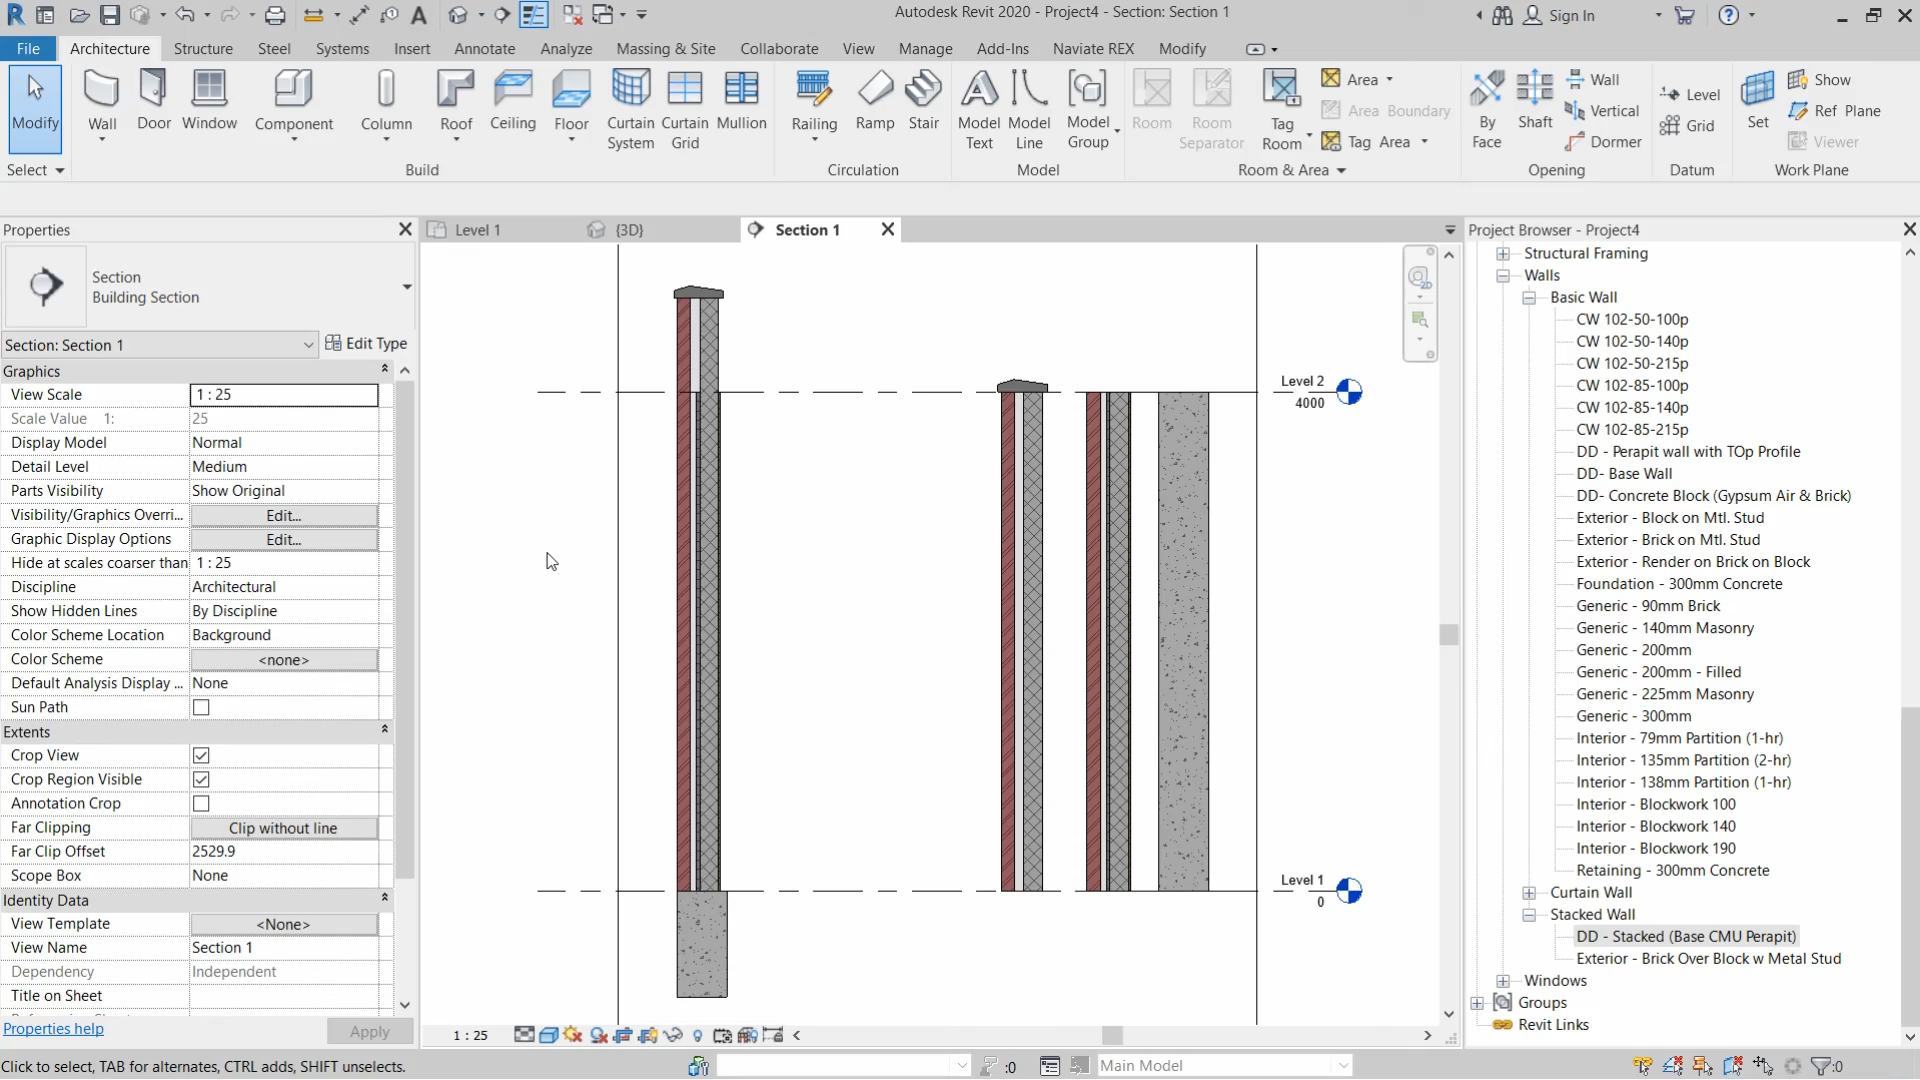 Autodesk Revit 2020 - Project4 - Section: Section 1
Sign In
File
Architecture
Structure
Steel
Systems
Insert
Annotate
Analyze
Massing & Site
Collaborate
View
Manage
Add-Ins
Naviate REX
Modify
Modify
Wall
Door
Window
Component
Column
Roof
Ceiling
Floor
Curtain
System
Curtain
Grid
Mullion
Railing
Ramp
Stair
Model
Text
Model
Line
Model
Group
Room
Room
Separator
Tag
Room
Area
Area Boundary
Tag Area
By
Face
Shaft
Wall
Vertical
Dormer
Level
Grid
Set
Show
Ref Plane
Viewer
Select
Build
Circulation
Model
Room & Area
Opening
Datum
Work Plane
Properties
Section
Building Section
Section: Section 1
Edit Type
Graphics
View Scale 1 : 25
Scale Value 1: 25
Display Model Normal
Detail Level Medium
Parts Visibility Show Original
Visibility/Graphics Overri... Edit...
Graphic Display Options Edit...
Hide at scales coarser than 1 : 25
Discipline Architectural
Show Hidden Lines By Discipline
Color Scheme Location Background
Color Scheme <none>
Default Analysis Display ... None
Sun Path
Extents
Crop View
Crop Region Visible
Annotation Crop
Far Clipping Clip without line
Far Clip Offset 2529.9
Scope Box None
Identity Data
View Template <None>
View Name Section 1
Dependency Independent
Title on Sheet
Properties help
Apply
Level 1
{3D}
Section 1
2D
Level 2
4000
Level 1
0
1 : 25
Project Browser - Project4
Structural Framing
Walls
Basic Wall
CW 102-50-100p
CW 102-50-140p
CW 102-50-215p
CW 102-85-100p
CW 102-85-140p
CW 102-85-215p
DD - Perapit wall with TOp Profile
DD- Base Wall
DD- Concrete Block (Gypsum Air & Brick)
Exterior - Block on Mtl. Stud
Exterior - Brick on Mtl. Stud
Exterior - Render on Brick on Block
Foundation - 300mm Concrete
Generic - 90mm Brick
Generic - 140mm Masonry
Generic - 200mm
Generic - 200mm - Filled
Generic - 225mm Masonry
Generic - 300mm
Interior - 79mm Partition (1-hr)
Interior - 135mm Partition (2-hr)
Interior - 138mm Partition (1-hr)
Interior - Blockwork 100
Interior - Blockwork 140
Interior - Blockwork 190
Retaining - 300mm Concrete
Curtain Wall
Stacked Wall
DD - Stacked (Base CMU Perapit)
Exterior - Brick Over Block w Metal Stud
Windows
Groups
Revit Links
Click to select, TAB for alternates, CTRL adds, SHIFT unselects.
:0
Main Model
:0